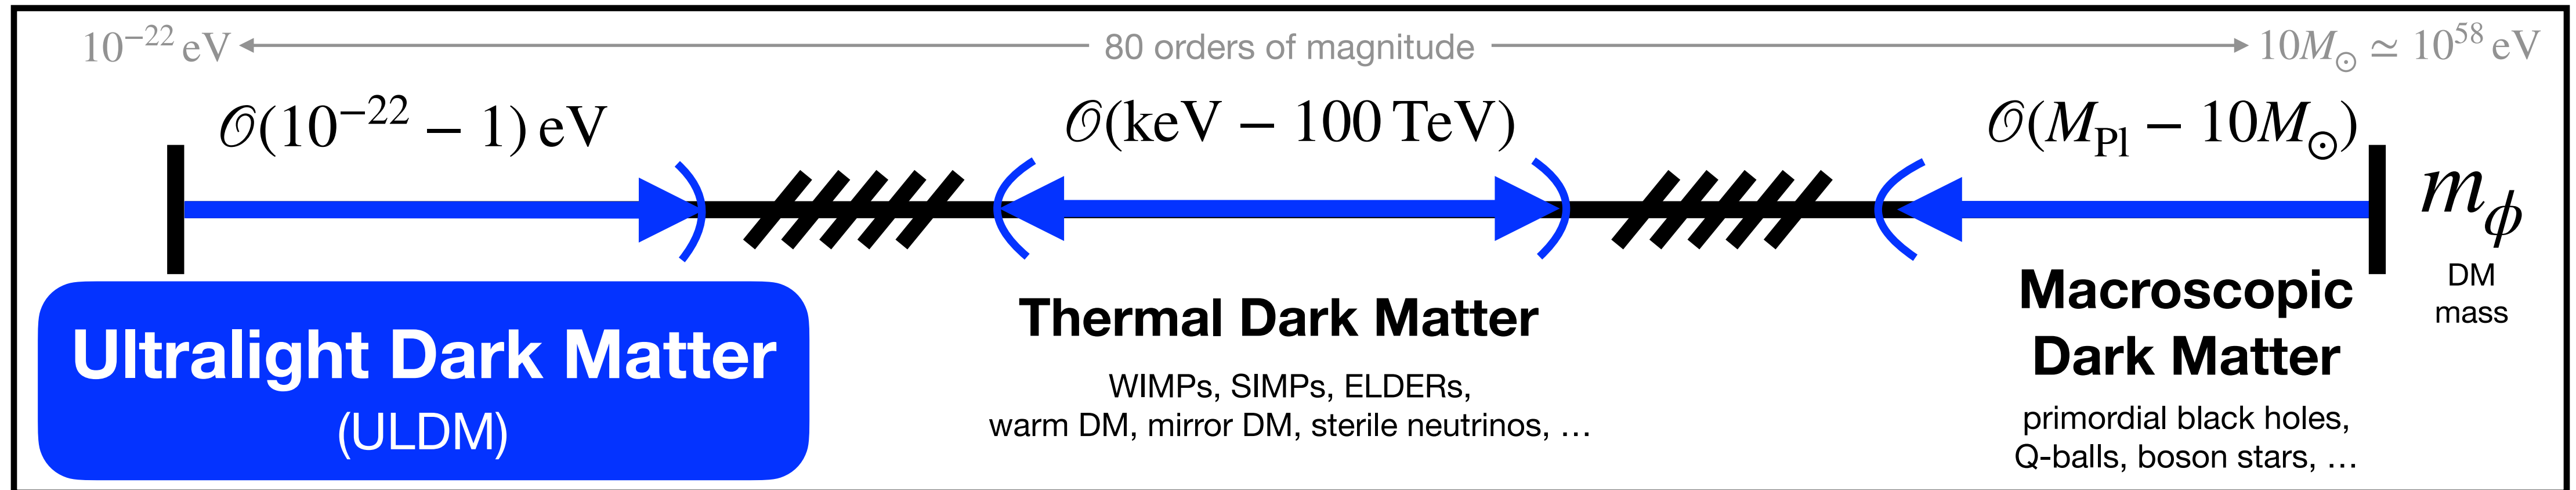 10⁻²² eV 80 orders of magnitude 10M☉ ≃ 10⁵⁸ eV
𝒪(10⁻²² − 1) eV 𝒪(keV − 100 TeV) 𝒪(M_Pl − 10M☉)
m_ϕ
DM
mass
Ultralight Dark Matter
(ULDM)
Thermal Dark Matter
WIMPs, SIMPs, ELDERs,
warm DM, mirror DM, sterile neutrinos, …
Macroscopic
Dark Matter
primordial black holes,
Q-balls, boson stars, …